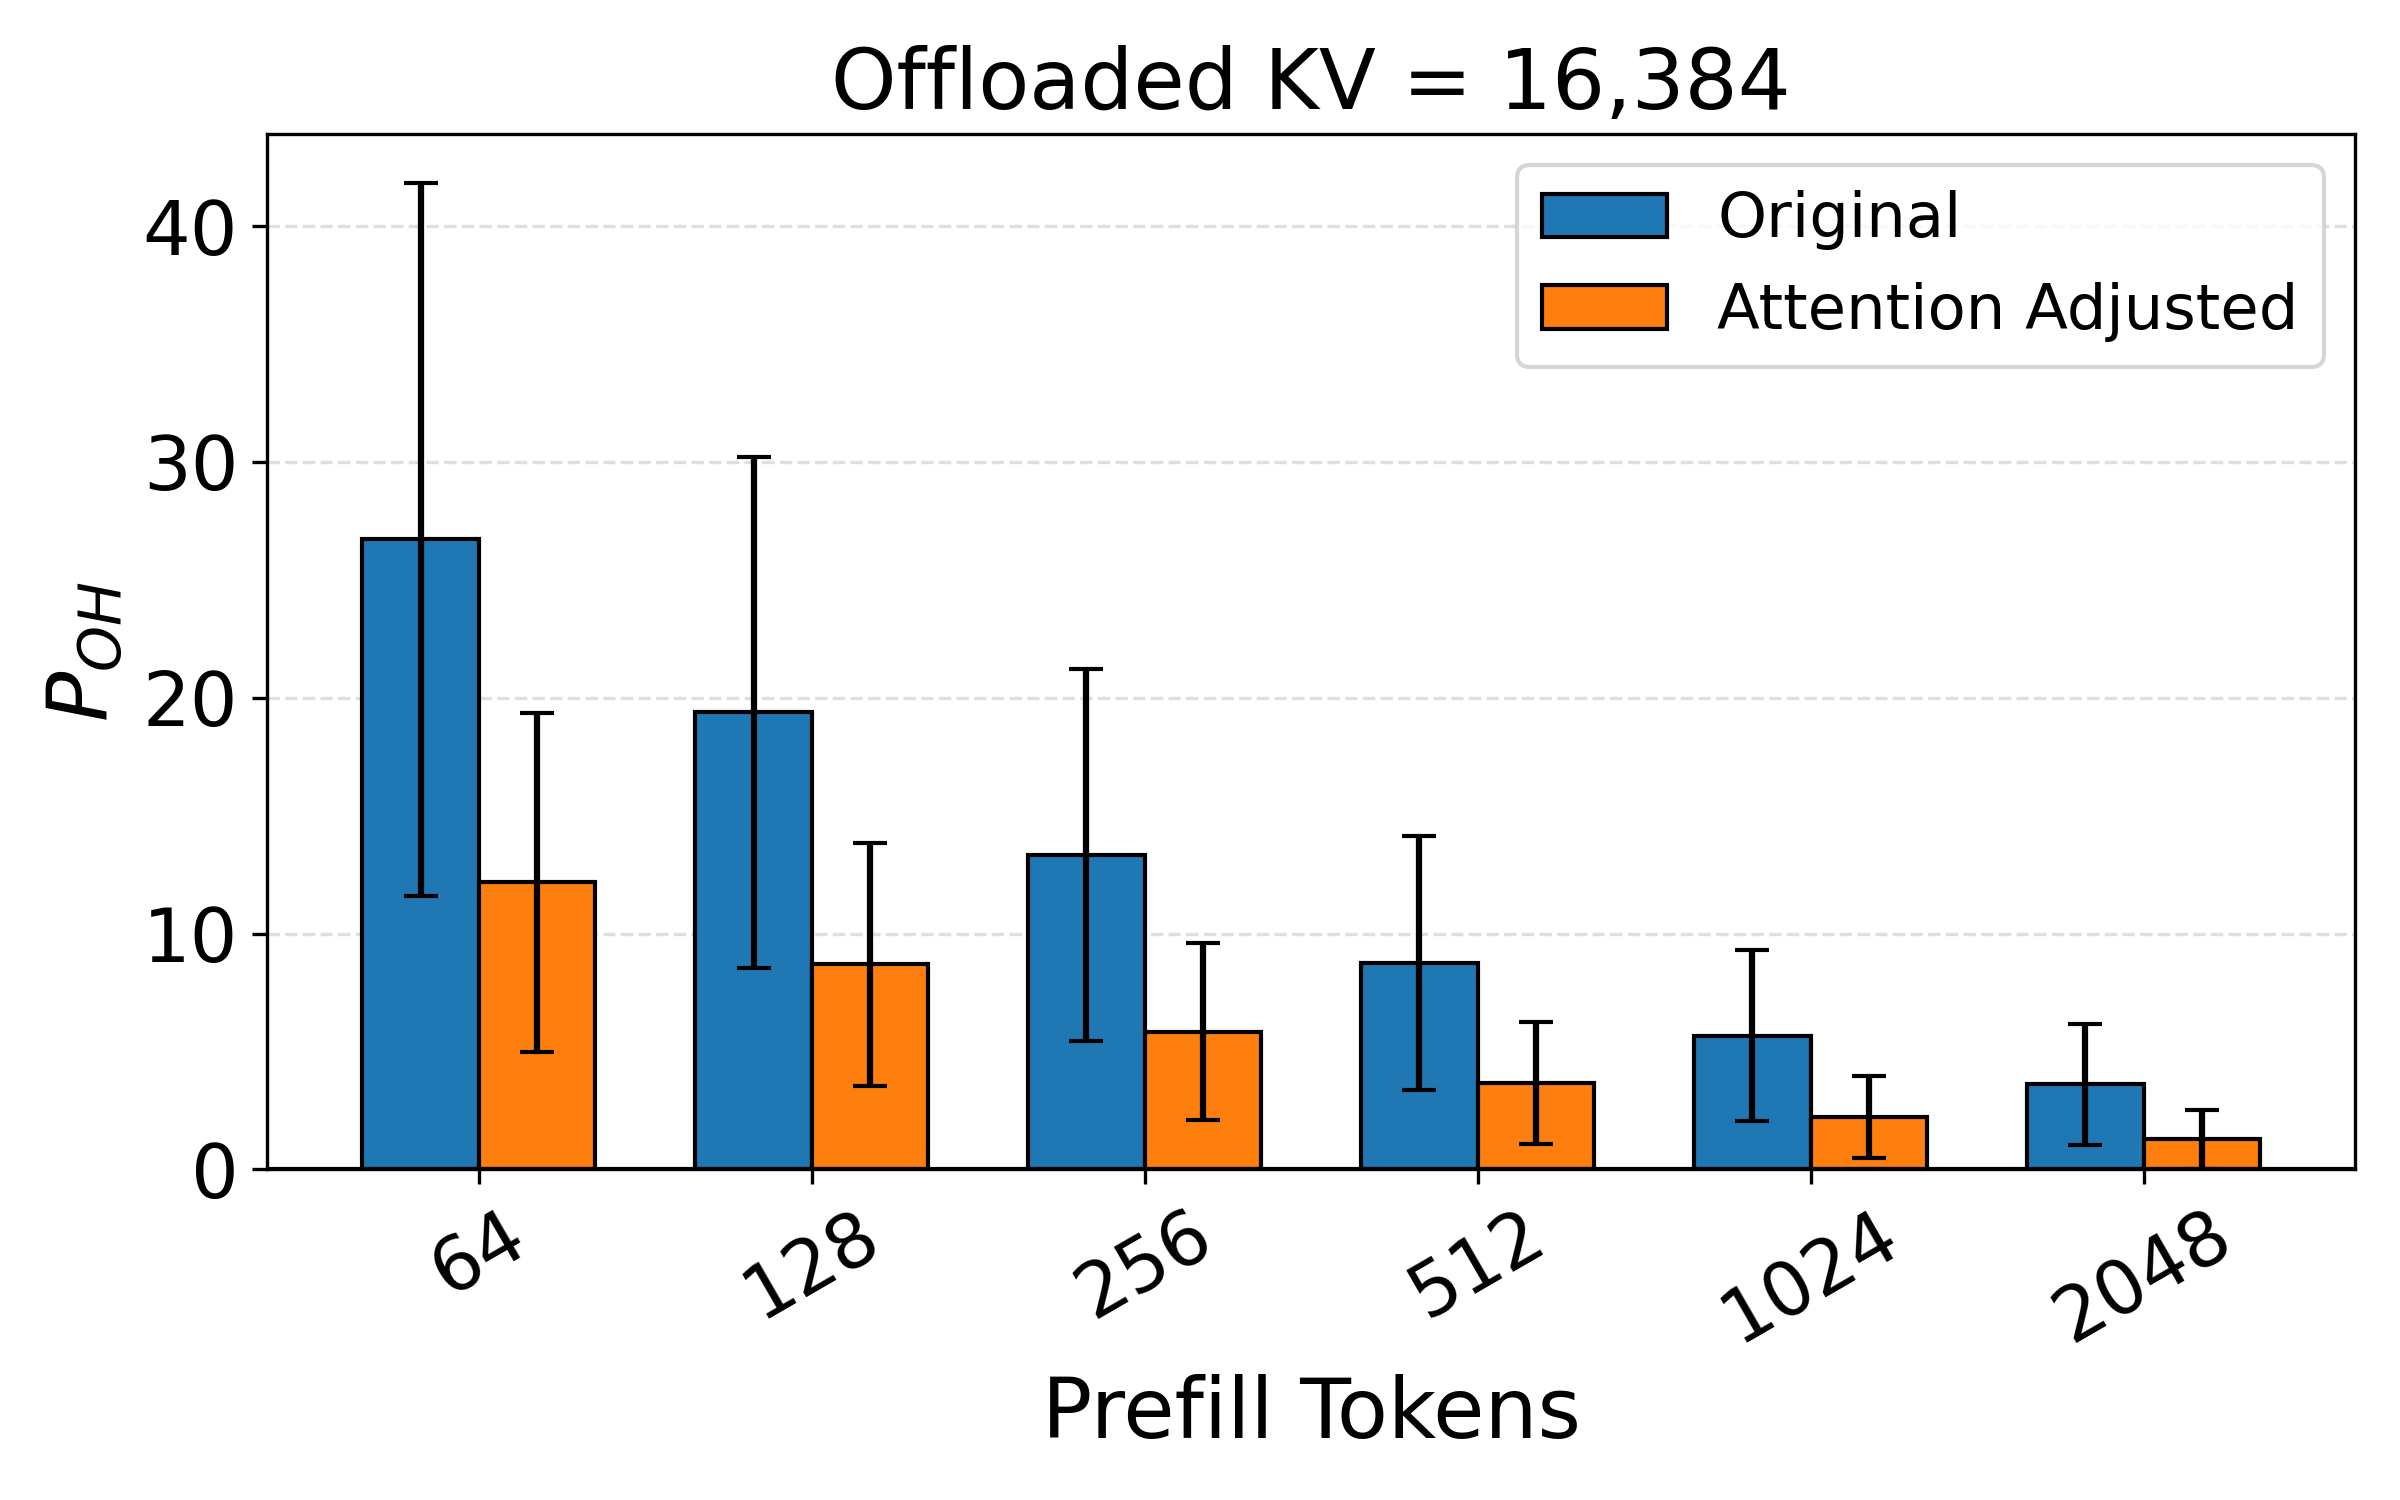 Offloaded KV = 16,384
Original
Attention Adjusted
40
30
20
10
0
P_OH
64
128
256
512
1024
2048
Prefill Tokens